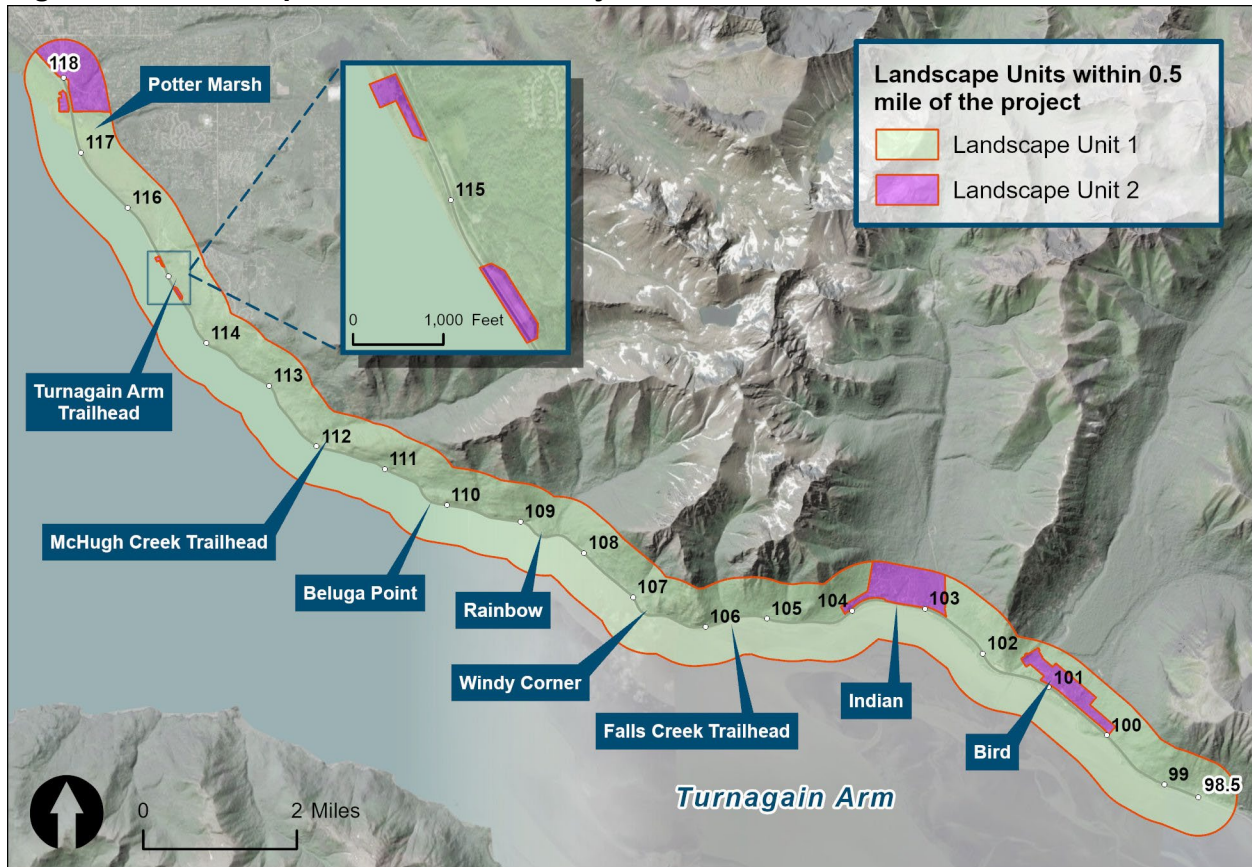 118
Potter Marsh
117
116
115
0 1,000 Feet
Landscape Units within 0.5
mile of the project
Landscape Unit 1
Landscape Unit 2
114
Turnagain Arm
Trailhead
113
112
111
McHugh Creek Trailhead
110
109
Beluga Point
108
Rainbow
107
106
105
104
103
Windy Corner
102
Falls Creek Trailhead
Indian
101
100
Bird
99
98.5
Turnagain Arm
0 2 Miles